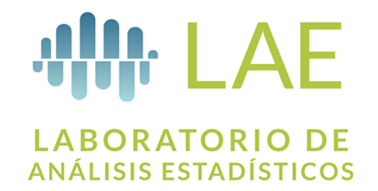 LAE
LABORATORIO DE
ANÁLISIS ESTADÍSTICOS